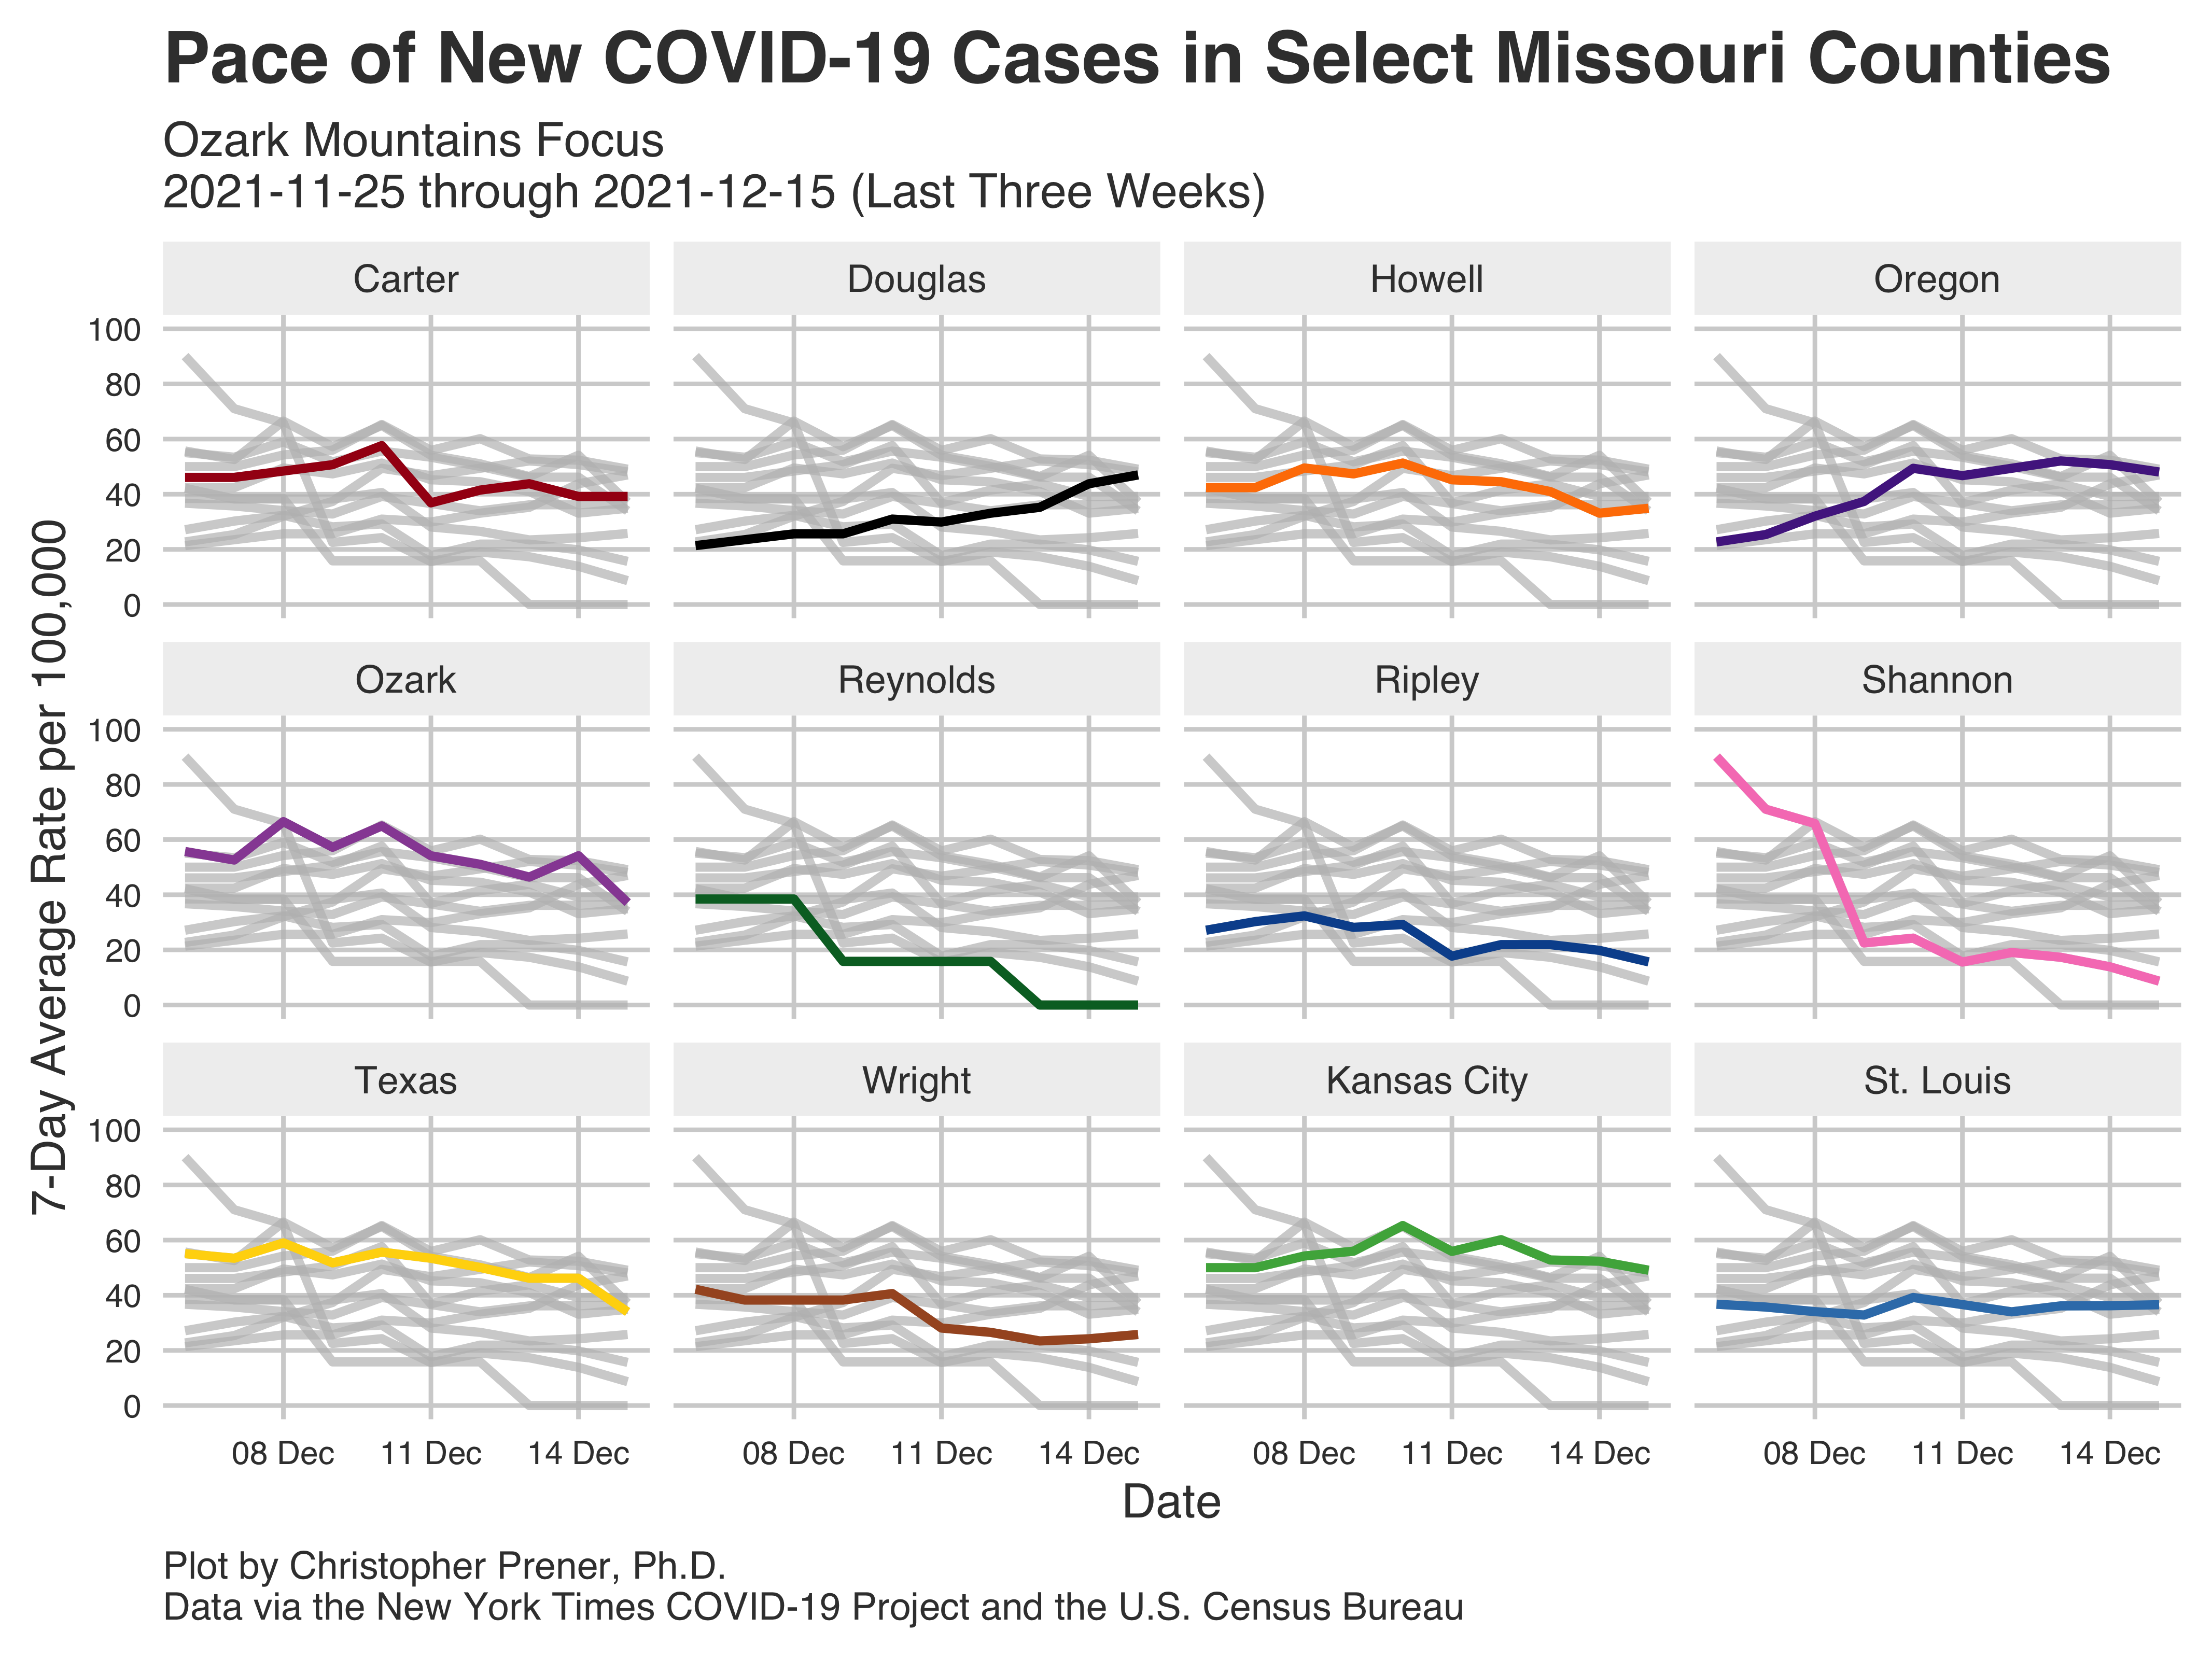 Pace of New COVID-19 Cases in Select Missouri Counties
Ozark Mountains Focus
2021-11-25 through 2021-12-15 (Last Three Weeks)
Carter
Douglas
Howell
Oregon
100
80
60
40
20
0
Ozark
Reynolds
Ripley
Shannon
100
80
60
40
20
0
Texas
Wright
Kansas City
St. Louis
100
80
60
40
20
0
7-Day Average Rate per 100,000
08 Dec 11 Dec 14 Dec
08 Dec 11 Dec 14 Dec
08 Dec 11 Dec 14 Dec
08 Dec 11 Dec 14 Dec
Date
Plot by Christopher Prener, Ph.D.
Data via the New York Times COVID-19 Project and the U.S. Census Bureau